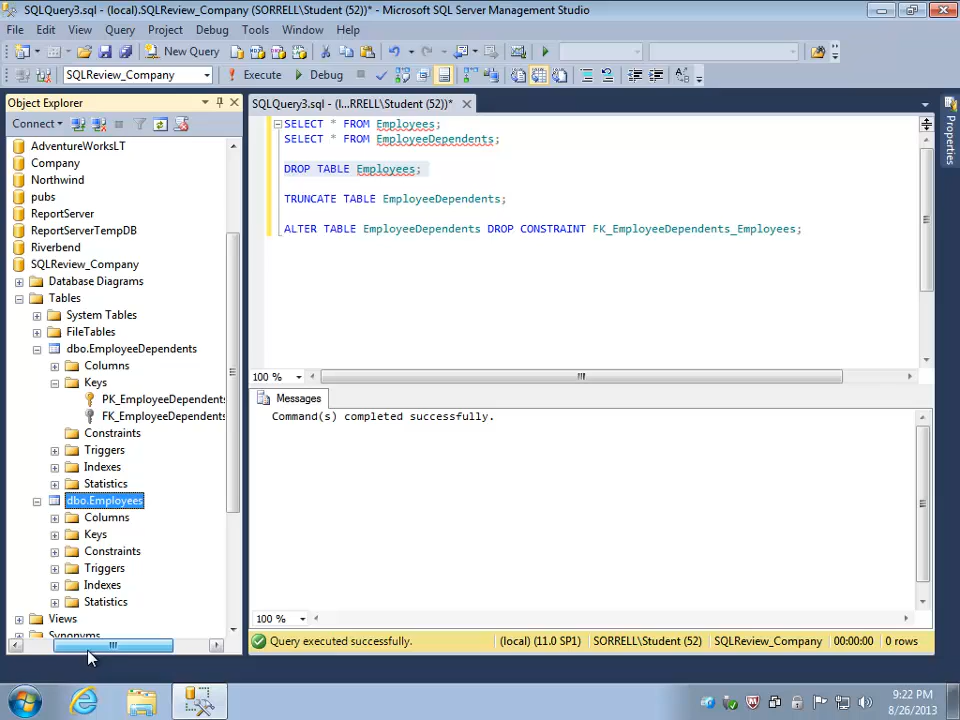 SQLQuery3.sql - (local).SQLReview_Company (SORRELL\Student (52))* - Microsoft SQL Server Management Studio
File Edit View Query Project Debug Tools Window Help
New Query
SQLReview_Company Execute Debug
Object Explorer
Connect
AdventureWorksLT
Company
Northwind
pubs
ReportServer
ReportServerTempDB
Riverbend
SQLReview_Company
Database Diagrams
Tables
System Tables
FileTables
dbo.EmployeeDependents
Columns
Keys
PK_EmployeeDependents
FK_EmployeeDependents
Constraints
Triggers
Indexes
Statistics
dbo.Employees
Columns
Keys
Constraints
Triggers
Indexes
Statistics
Views
Synonyms
SQLQuery3.sql - (l...RRELL\Student (52))*
SELECT * FROM Employees;
SELECT * FROM EmployeeDependents;
DROP TABLE Employees;
TRUNCATE TABLE EmployeeDependents;
ALTER TABLE EmployeeDependents DROP CONSTRAINT FK_EmployeeDependents_Employees;
100 %
Messages
Command(s) completed successfully.
100 %
Query executed successfully. (local) (11.0 SP1) SORRELL\Student (52) SQLReview_Company 00:00:00 0 rows
Properties
9:22 PM
8/26/2013